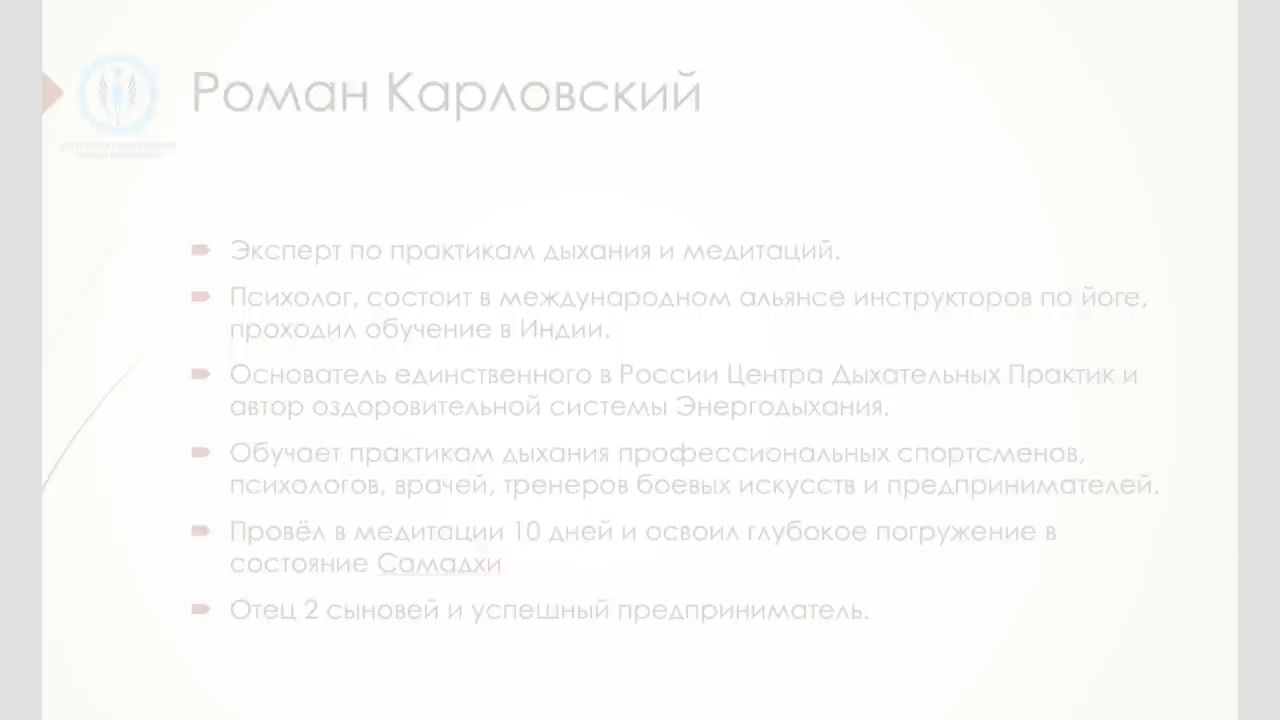 Роман Карловский
Эксперт по практикам дыхания и медитаций.
Психолог, состоит в международном альянсе инструкторов по йоге,
проходил обучение в Индии.
Основатель единственного в России Центра Дыхательных Практик и
автор оздоровительной системы Энергодыхания.
Обучает практикам дыхания профессиональных спортсменов,
психологов, врачей, тренеров боевых искусств и предпринимателей.
Провёл в медитации 10 дней и освоил глубокое погружение в
состояние Самадхи
Отец 2 сыновей и успешный предприниматель.